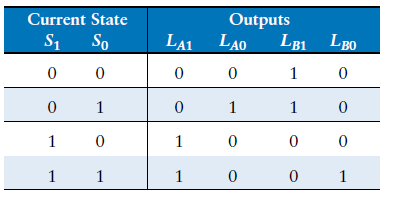 Current State Outputs
S1 S0 LA1 LA0 LB1 LB0
0 0 0 0 1 0
0 1 0 1 1 0
1 0 1 0 0 0
1 1 1 0 0 1